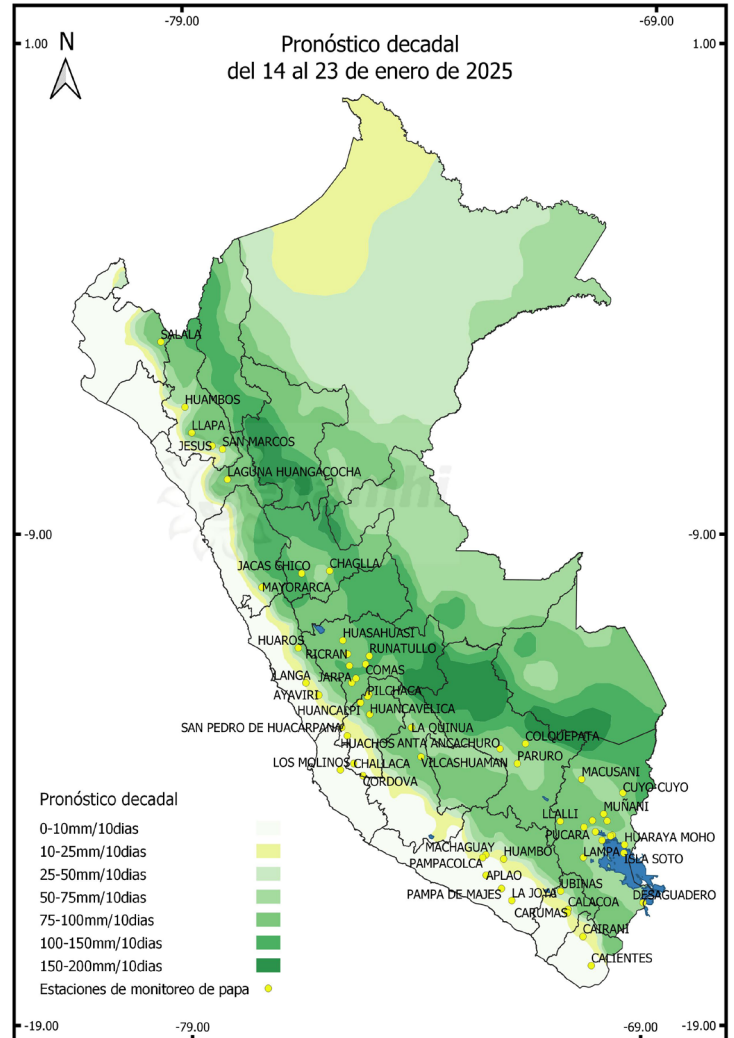 -79.00
-69.00
1.00
N
Pronóstico decadal
del 14 al 23 de enero de 2025
1.00
SALALA
HUAMBOS
LLAPA
JESUS
SAN MARCOS
LAGUNA HUANGACOCHA
-9.00
-9.00
JACAS CHICO
CHAGLLA
MAYORARCA
HUASAHUASI
HUAROS
RICRAN
RUNATULLO
COMAS
LANGA
JARPA
AYAVIRI
PILCHACA
HUANCALPI
HUANCAVELICA
SAN PEDRO DE HUACARPANA
LA QUINUA
HUACHOS
ANTA ANCACHURO
COLQUEPATA
LOS MOLINOS
CHALLACA
VILCASHUAMAN
PARURO
CORDOVA
MACUSANI
CUYO-CUYO
MUÑANI
LLALLI
PUCARA
HUARAYA MOHO
MACHAGUAY
HUAMBO
LAMPA
ISLA SOTO
PAMPACOLCA
APLAO
UBINAS
DESAGUADERO
PAMPA DE MAJES
LA JOYA
CALACOA
CARUMAS
CAIRANI
CALIENTES
Pronóstico decadal
0-10mm/10dias
10-25mm/10dias
25-50mm/10dias
50-75mm/10dias
75-100mm/10dias
100-150mm/10dias
150-200mm/10dias
Estaciones de monitoreo de papa
-19.00
-19.00
-79.00
-69.00